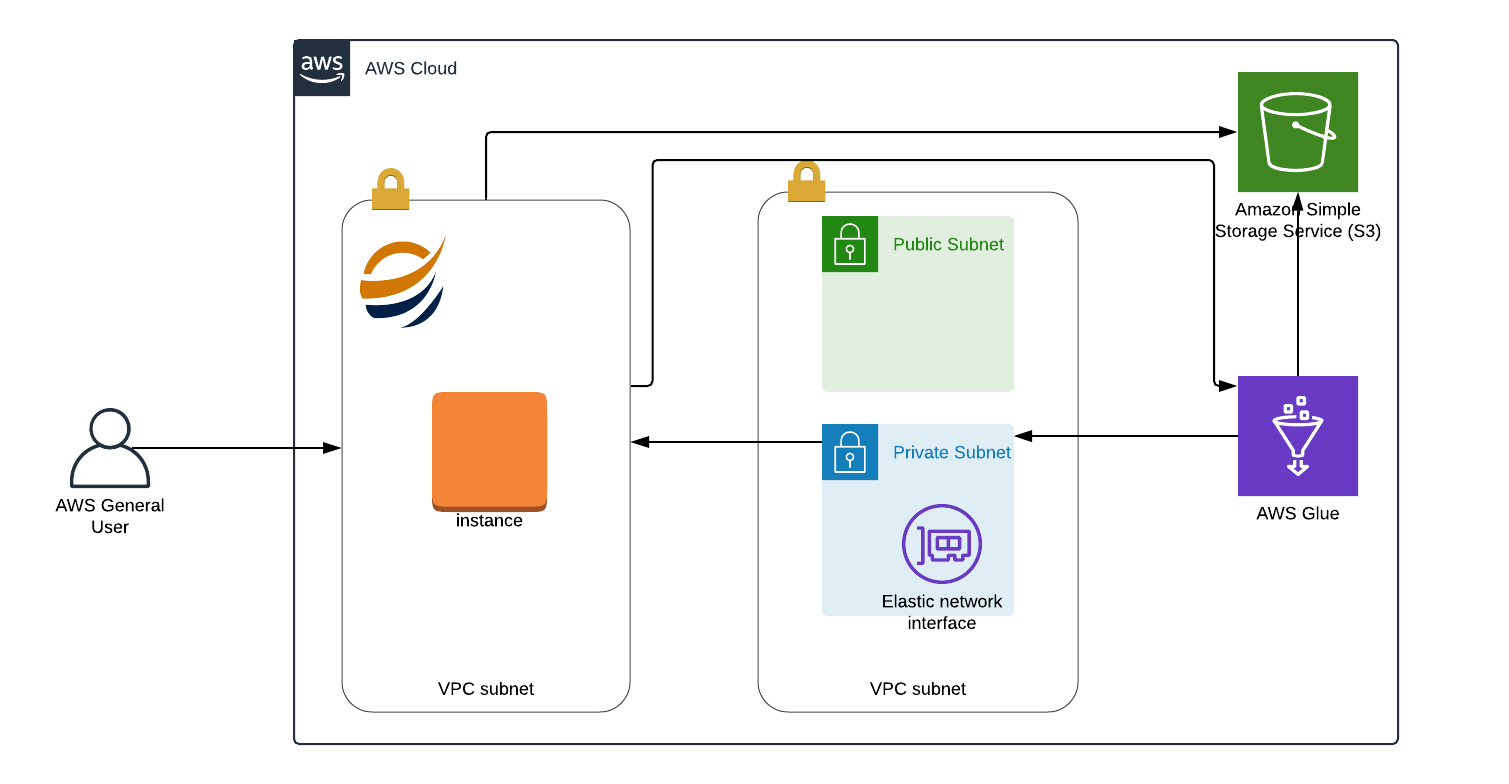 aws
AWS Cloud
Amazon Simple
Storage Service (S3)
Public Subnet
Private Subnet
AWS General
User
instance
AWS Glue
Elastic network
interface
VPC subnet
VPC subnet